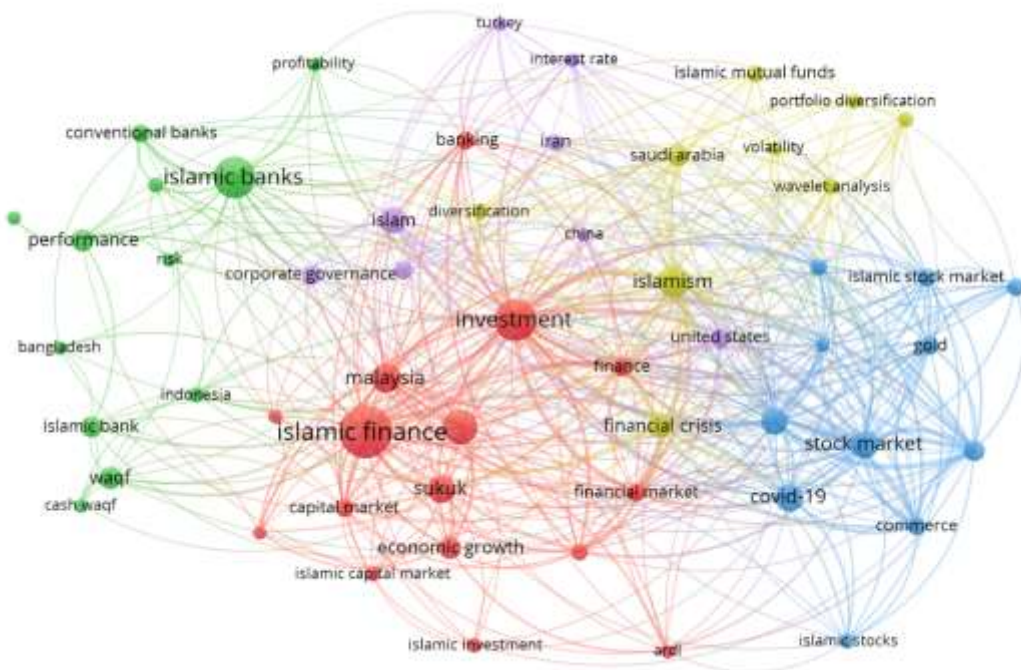 turkey
profitability
interest rate
islamic mutual funds
portfolio diversification
conventional banks
banking
iran
saudi arabia
volatility
islamic banks
wavelet analysis
islam
diversification
china
performance
risk
corporate governance
islamism
islamic stock market
investment
united states
gold
bangladesh
malaysia
finance
indonesia
islamic bank
islamic finance
financial crisis
stock market
waqf
sukuk
financial market
covid-19
cash waqf
capital market
commerce
economic growth
islamic capital market
islamic investment
ardl
islamic stocks